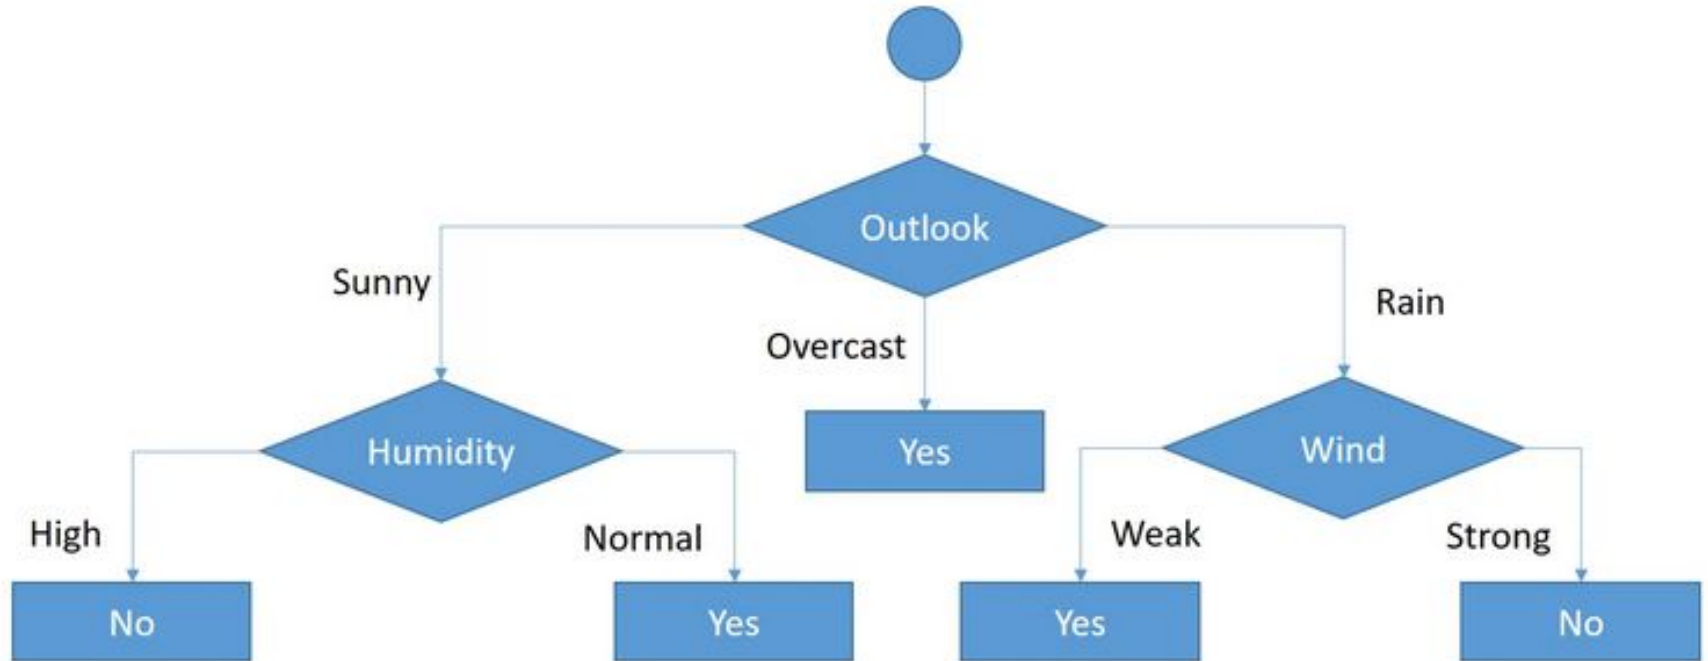 Outlook
Sunny
Overcast
Rain
Humidity
Yes
Wind
High
Normal
Weak
Strong
No
Yes
Yes
No